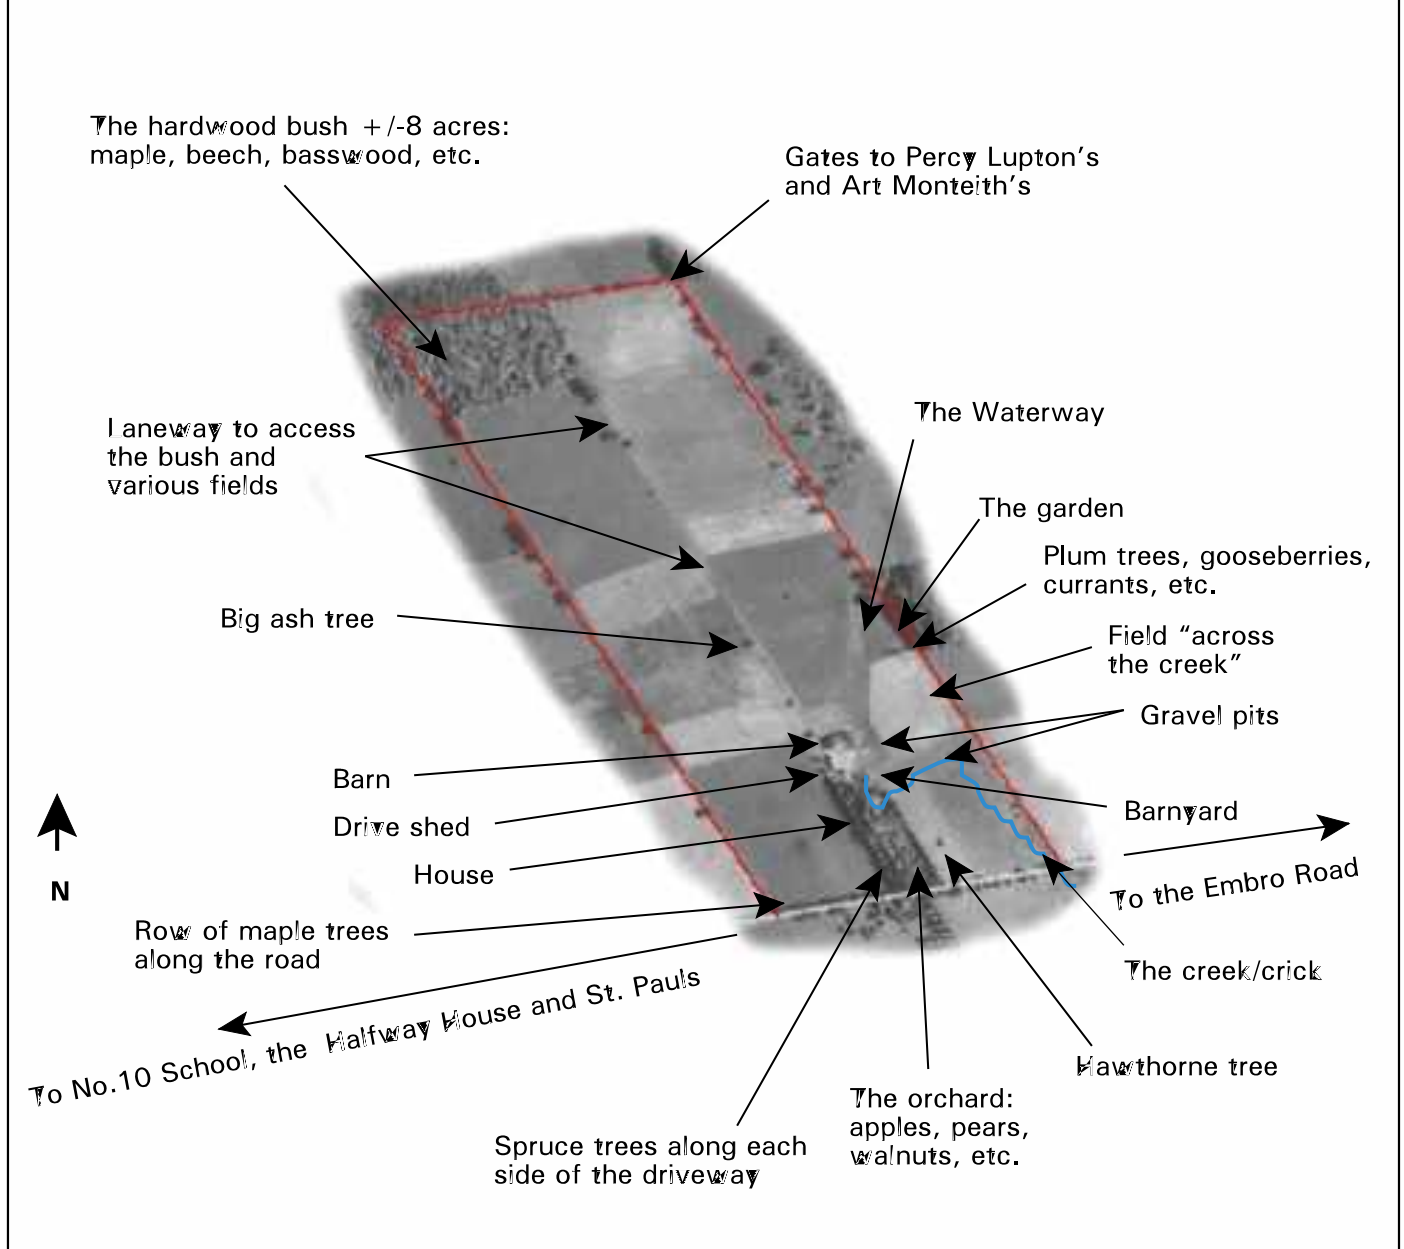 The hardwood bush +/-8 acres:
maple, beech, basswood, etc.
Gates to Percy Lupton's
and Art Monteith's
Laneway to access
the bush and
various fields
The Waterway
The garden
Plum trees, gooseberries,
currants, etc.
Big ash tree
Field “across
the creek”
Gravel pits
Barn
Barnyard
Drive shed
House
N
To the Embro Road
Row of maple trees
along the road
The creek/crick
To No.10 School, the Halfway House and St. Pauls
Hawthorne tree
The orchard:
apples, pears,
walnuts, etc.
Spruce trees along each
side of the driveway